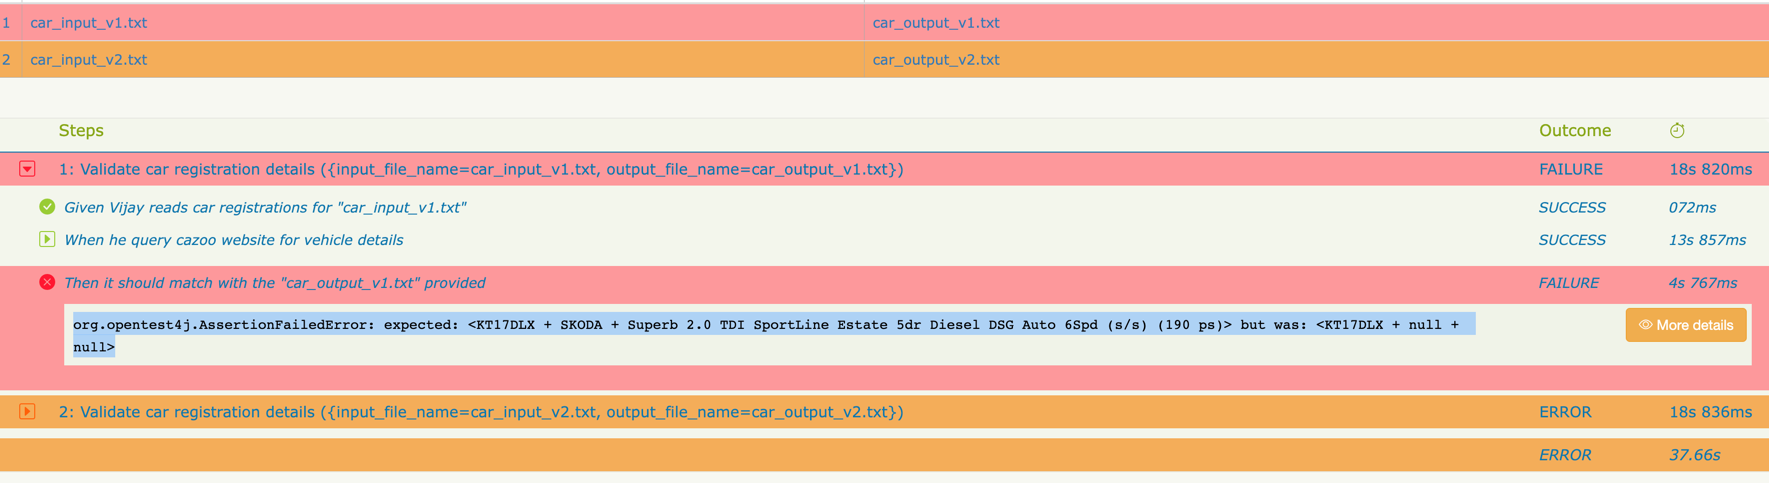 1 car_input_v1.txt car_output_v1.txt
2 car_input_v2.txt car_output_v2.txt
Steps Outcome
1: Validate car registration details ({input_file_name=car_input_v1.txt, output_file_name=car_output_v1.txt}) FAILURE 18s 820ms
Given Vijay reads car registrations for "car_input_v1.txt" SUCCESS 072ms
When he query cazoo website for vehicle details SUCCESS 13s 857ms
Then it should match with the "car_output_v1.txt" provided FAILURE 4s 767ms
org.opentest4j.AssertionFailedError: expected: <KT17DLX + SKODA + Superb 2.0 TDI SportLine Estate 5dr Diesel DSG Auto 6Spd (s/s) (190 ps)> but was: <KT17DLX + null + More details
null>
2: Validate car registration details ({input_file_name=car_input_v2.txt, output_file_name=car_output_v2.txt}) ERROR 18s 836ms
ERROR 37.66s